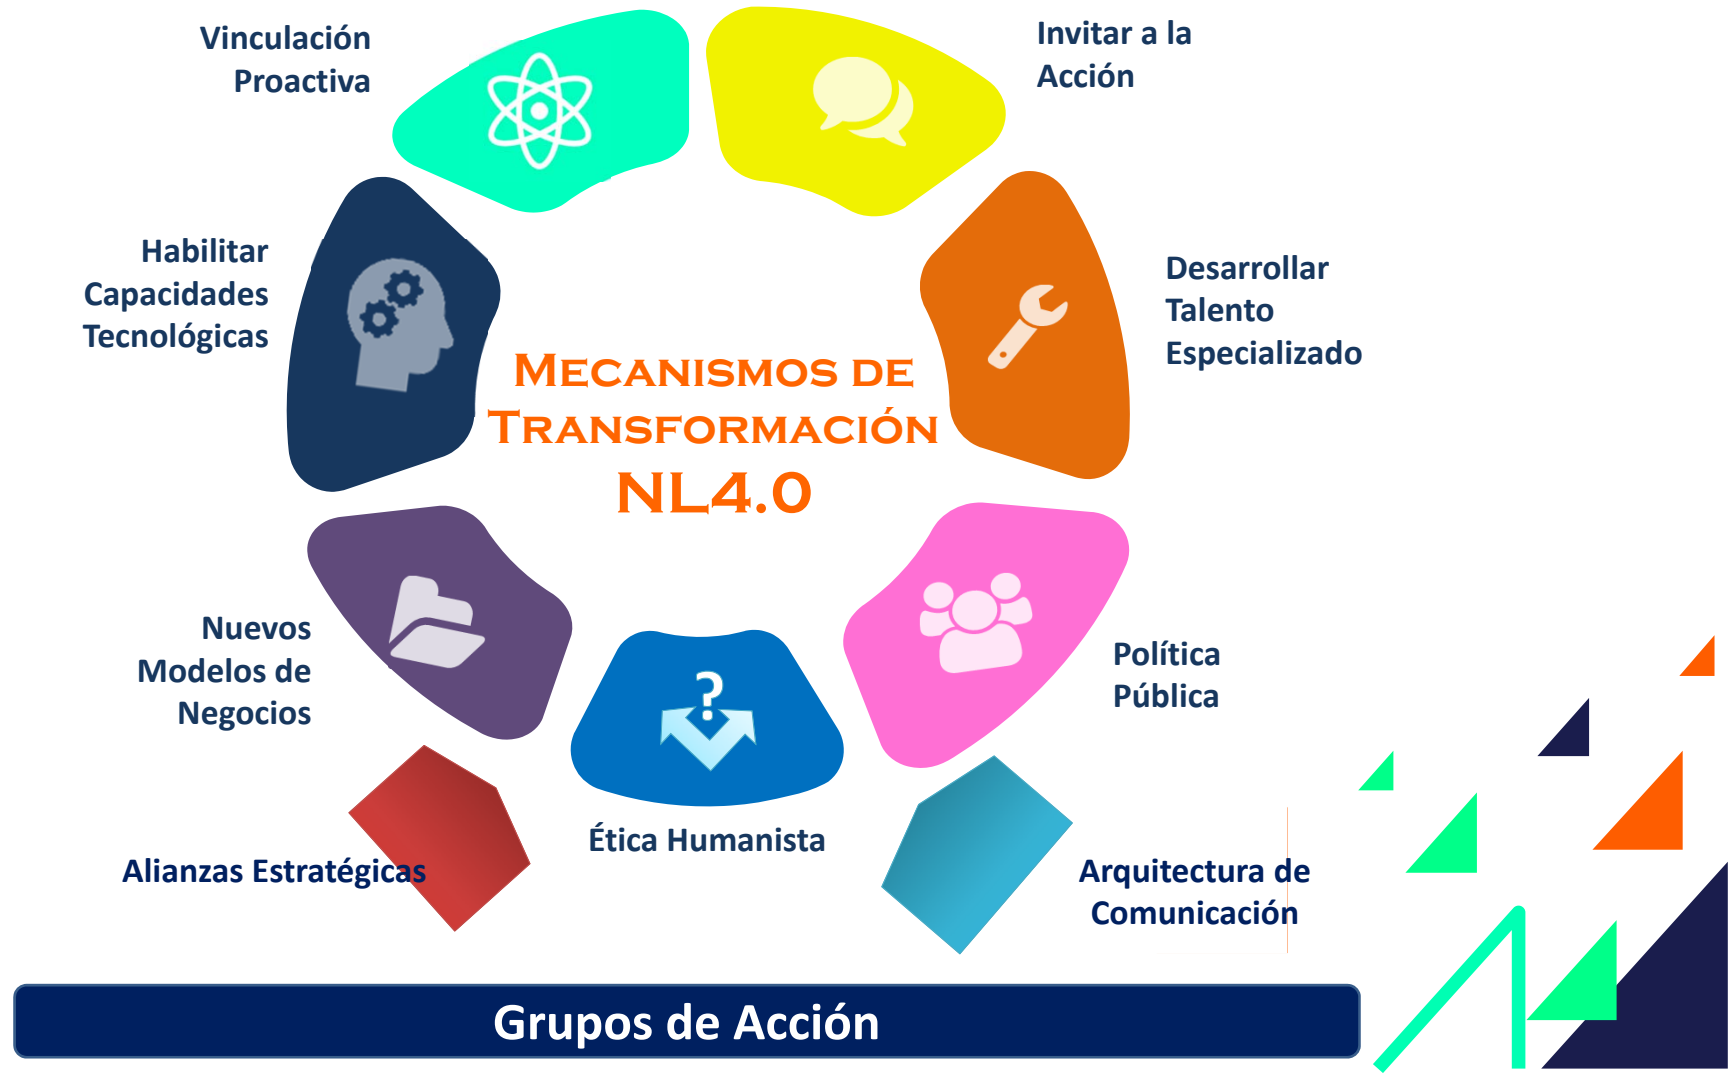 Vinculación
Proactiva
Invitar a la
Acción
Habilitar
Capacidades
Tecnológicas
Desarrollar
Talento
Especializado
MECANISMOS DE
TRANSFORMACIÓN
NL4.0
Nuevos
Modelos de
Negocios
?
Política
Pública
Ética Humanista
Alianzas Estratégicas
Arquitectura de
Comunicación
Grupos de Acción